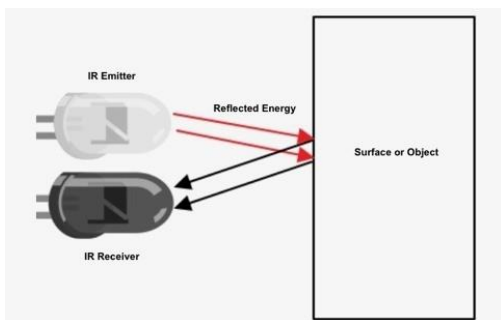 IR Emitter
Reflected Energy
Surface or Object
IR Receiver